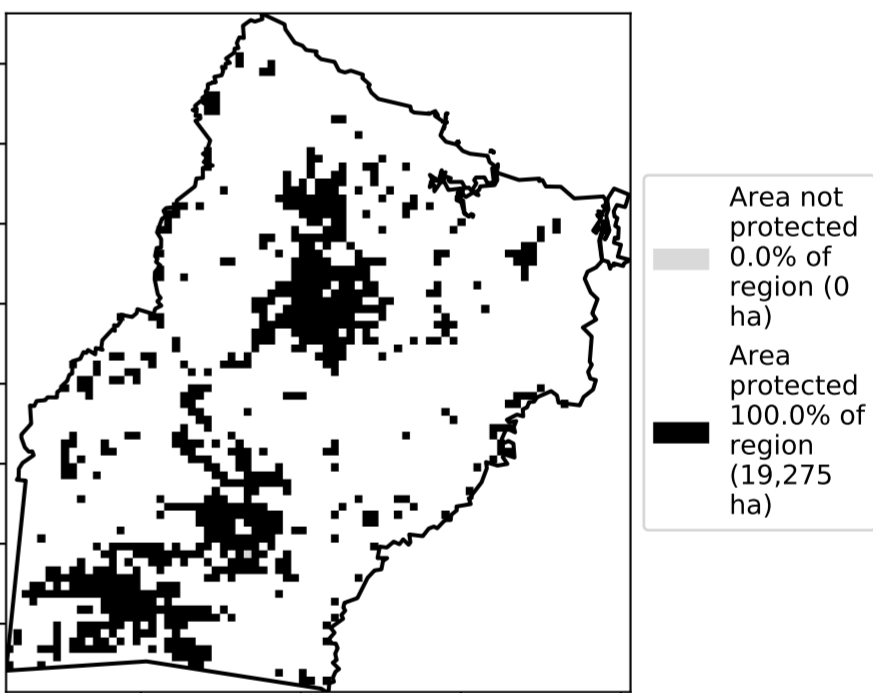 Area not
protected
0.0% of
region (0
ha)
Area
protected
100.0% of
region
(19,275
ha)